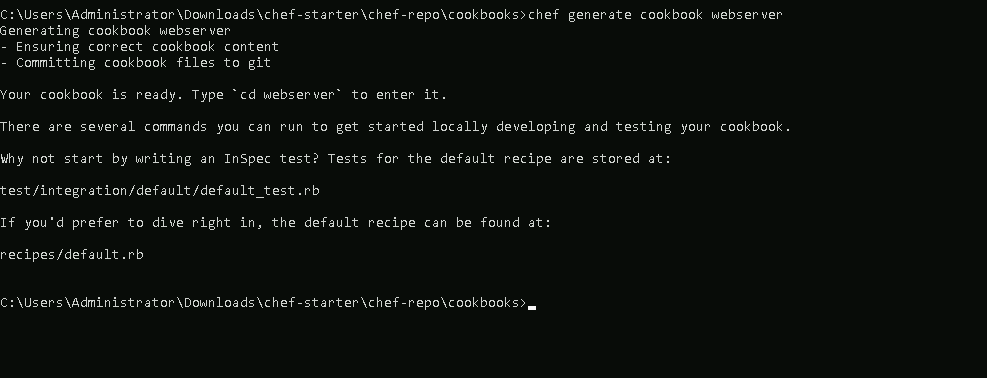 C:\Users\Administrator\Downloads\chef-starter\chef-repo\cookbooks>chef generate cookbook webserver
Generating cookbook webserver
- Ensuring correct cookbook content
- Committing cookbook files to git
Your cookbook is ready. Type `cd webserver` to enter it.
There are several commands you can run to get started locally developing and testing your cookbook.
Why not start by writing an InSpec test? Tests for the default recipe are stored at:
test/integration/default/default_test.rb
If you'd prefer to dive right in, the default recipe can be found at:
recipes/default.rb
C:\Users\Administrator\Downloads\chef-starter\chef-repo\cookbooks>